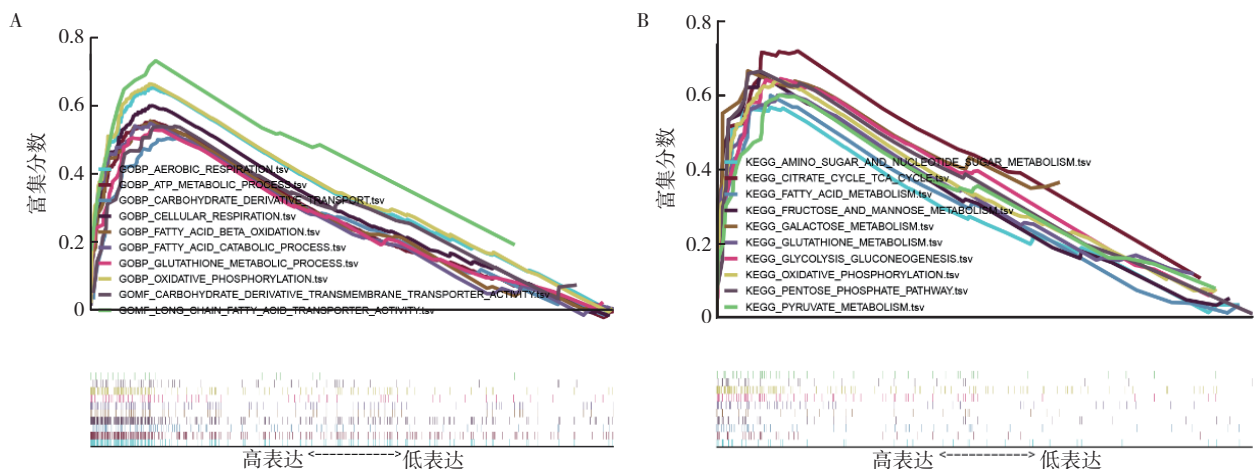 A
0.8
0.6
0.4
0.2
0
富集分数
GOBP_AEROBIC_RESPIRATION.tsv
GOBP_ATP_METABOLIC_PROCESS.tsv
GOBP_CARBOHYDRATE_DERIVATIVE_TRANSPORT.tsv
GOBP_CELLULAR_RESPIRATION.tsv
GOBP_FATTY_ACID_BETA_OXIDATION.tsv
GOBP_FATTY_ACID_CATABOLIC_PROCESS.tsv
GOBP_GLUTATHIONE_METABOLIC_PROCESS.tsv
GOBP_OXIDATIVE_PHOSPHORYLATION.tsv
GOMF_CARBOHYDRATE_DERIVATIVE_TRANSMEMBRANE_TRANSPORTER_ACTIVITY.tsv
GOMF_LONG_CHAIN_FATTY_ACID_TRANSPORTER_ACTIVITY.tsv
高表达 <----------->低表达
B
0.8
0.6
0.4
0.2
0
富集分数
KEGG_AMINO_SUGAR_AND_NUCLEOTIDE_SUGAR_METABOLISM.tsv
KEGG_CITRATE_CYCLE_TCA_CYCLE.tsv
KEGG_FATTY_ACID_METABOLISM.tsv
KEGG_FRUCTOSE_AND_MANNOSE_METABOLISM.tsv
KEGG_GALACTOSE_METABOLISM.tsv
KEGG_GLUTATHIONE_METABOLISM.tsv
KEGG_GLYCOLYSIS_GLUCONEOGENESIS.tsv
KEGG_OXIDATIVE_PHOSPHORYLATION.tsv
KEGG_PENTOSE_PHOSPHATE_PATHWAY.tsv
KEGG_PYRUVATE_METABOLISM.tsv
高表达 <-----------> 低表达